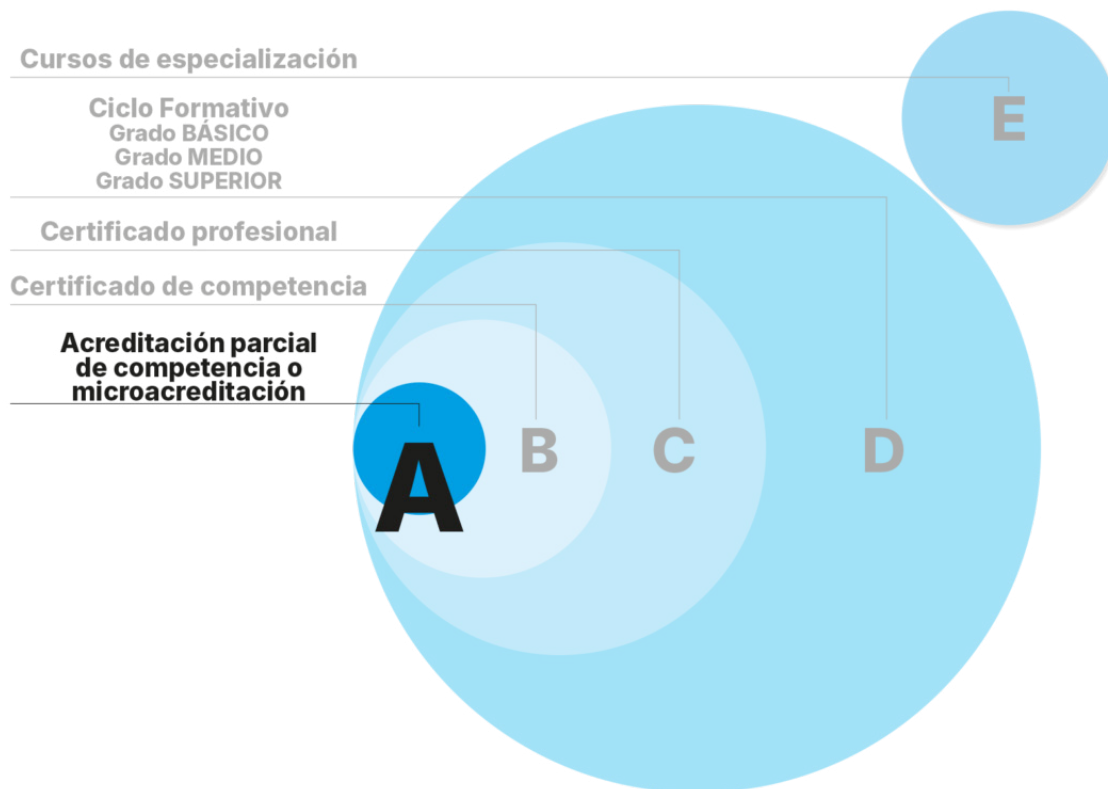 Cursos de especialización
E
Ciclo Formativo
Grado BÁSICO
Grado MEDIO
Grado SUPERIOR
Certificado profesional
Certificado de competencia
Acreditación parcial
de competencia o
microacreditación
A
B
C
D